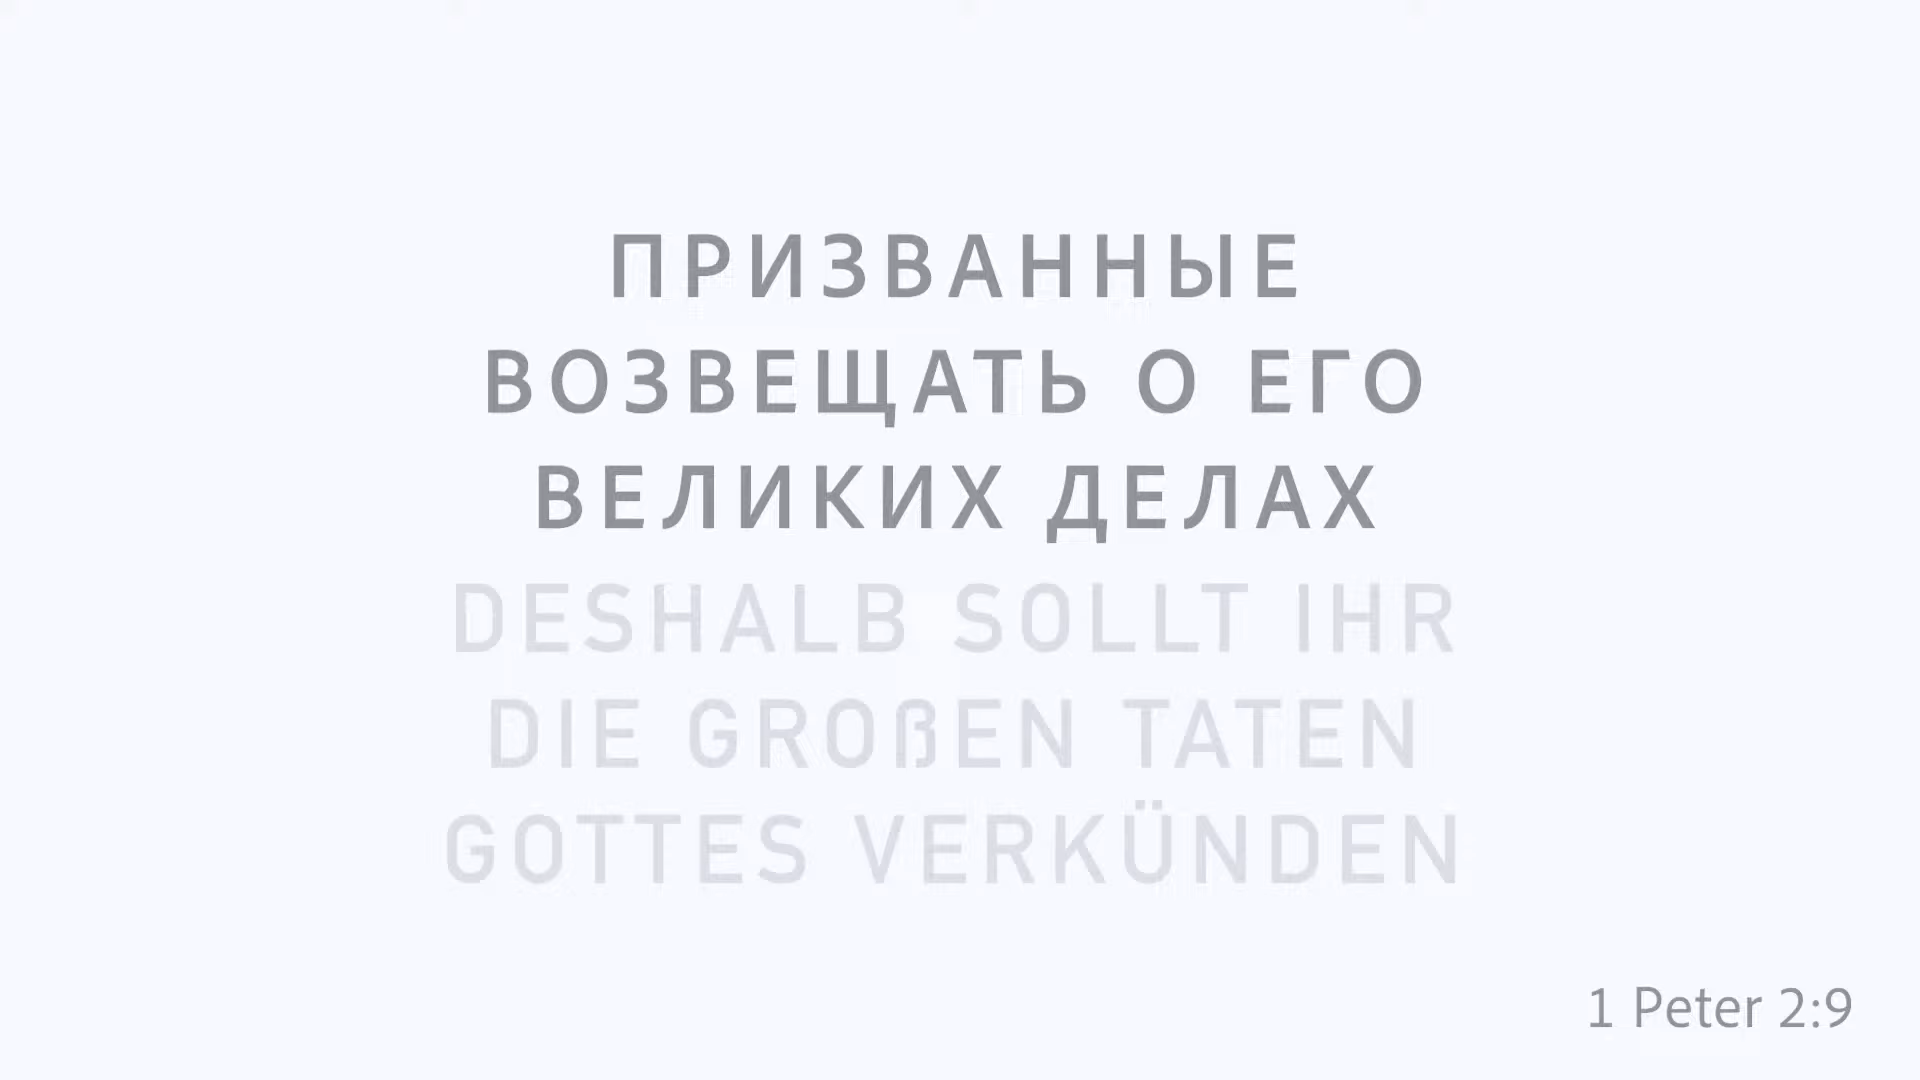 ПРИЗВАННЫЕ
ВОЗВЕЩАТЬ О ЕГО
ВЕЛИКИХ ДЕЛАХ
DESHALB SOLLT IHR
DIE GROßEN TATEN
GOTTES VERKÜNDEN
1 Peter 2:9